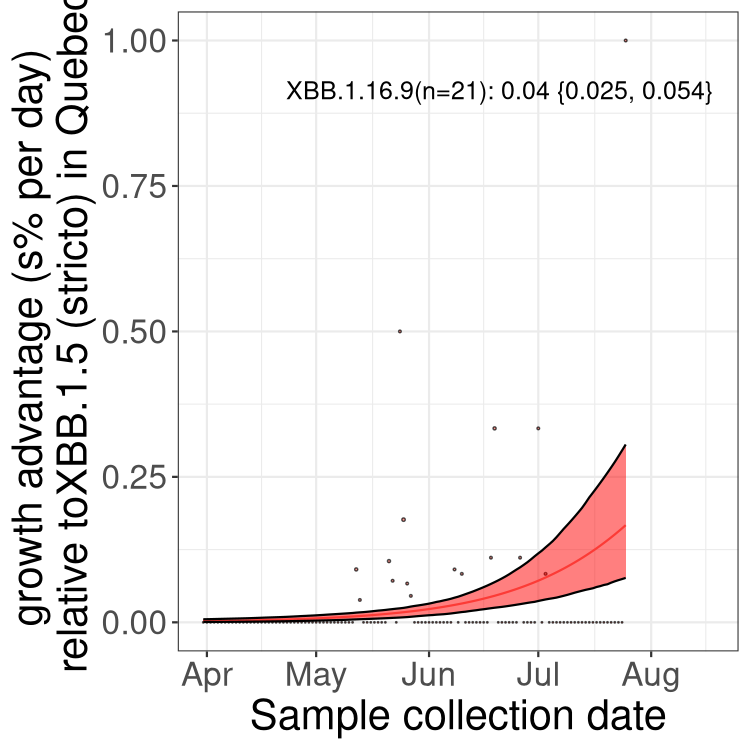 growth advantage (s% per day)
relative toXBB.1.5 (stricto) in Quebec
1.00
XBB.1.16.9(n=21): 0.04 {0.025, 0.054}
0.75
0.50
0.25
0.00
Apr May Jun Jul Aug
Sample collection date